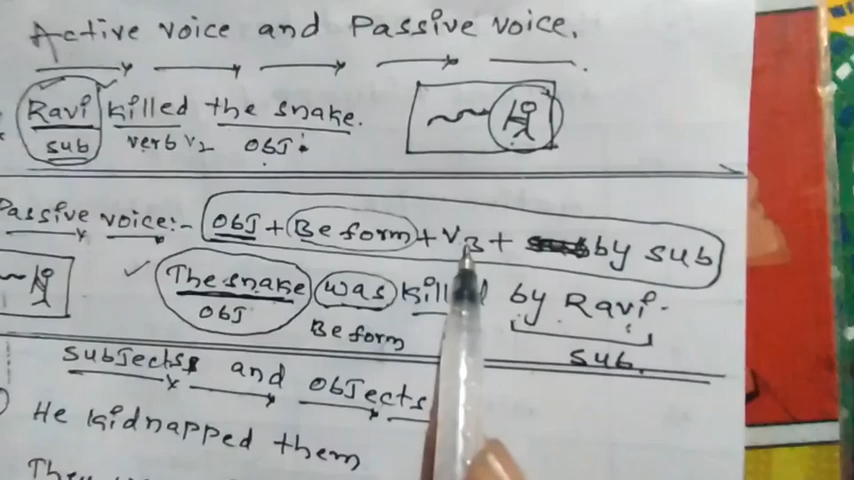 Active voice and Passive voice.
Ravi killed the snake.
sub verb v2 OBJ.
Passive voice:- OBJ + Be form + V3 + by sub
The snake was killed by Ravi.
OBJ Be form sub.
Subjects and objects
He kidnapped them